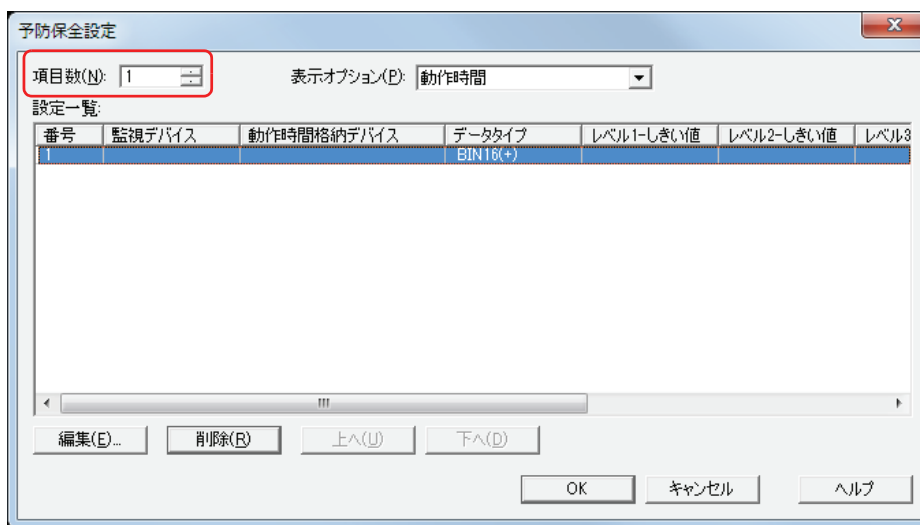 予防保全設定
項目数(N): 1 表示オプション(P): 動作時間
設定一覧:
番号 監視デバイス 動作時間格納デバイス データタイプ レベル1-しきい値 レベル2-しきい値 レベル3
1 BIN16(+)
編集(E)... 削除(R) 上へ(U) 下へ(D)
OK キャンセル ヘルプ